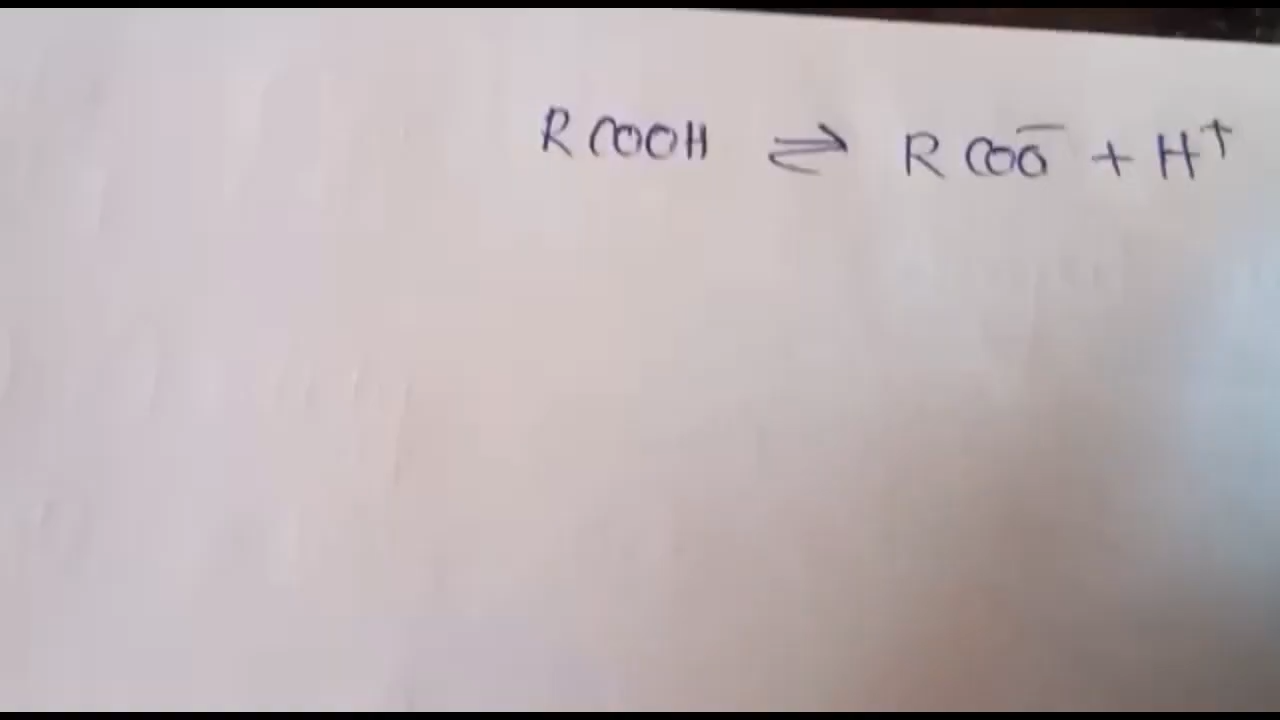 RCOOH ⇌ RCOO⁻ + H⁺